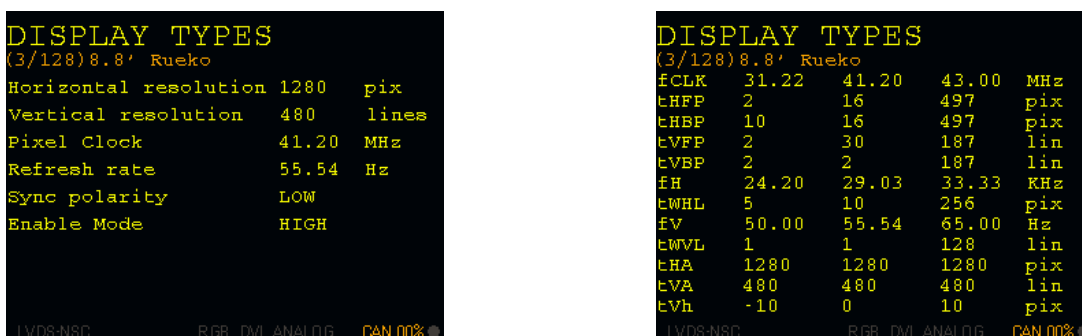 DISPLAY TYPES
(3/128)8.8' Rueko
Horizontal resolution 1280 pix
Vertical resolution 480 lines
Pixel Clock 41.20 MHz
Refresh rate 55.54 Hz
Sync polarity LOW
Enable Mode HIGH
LVDS-NSC RGB DVI ANALOG CAN 00%
DISPLAY TYPES
(3/128)8.8' Rueko
fCLK 31.22 41.20 43.00 MHz
tHFP 2 16 497 pix
tHBP 10 16 497 pix
tVFP 2 30 187 lin
tVBP 2 2 187 lin
fH 24.20 29.03 33.33 KHz
tWHL 5 10 256 pix
fV 50.00 55.54 65.00 Hz
tWVL 1 1 128 lin
tHA 1280 1280 1280 pix
tVA 480 480 480 lin
tVh -10 0 10 pix
LVDS-NSC RGB DVI ANALOG CAN 00%